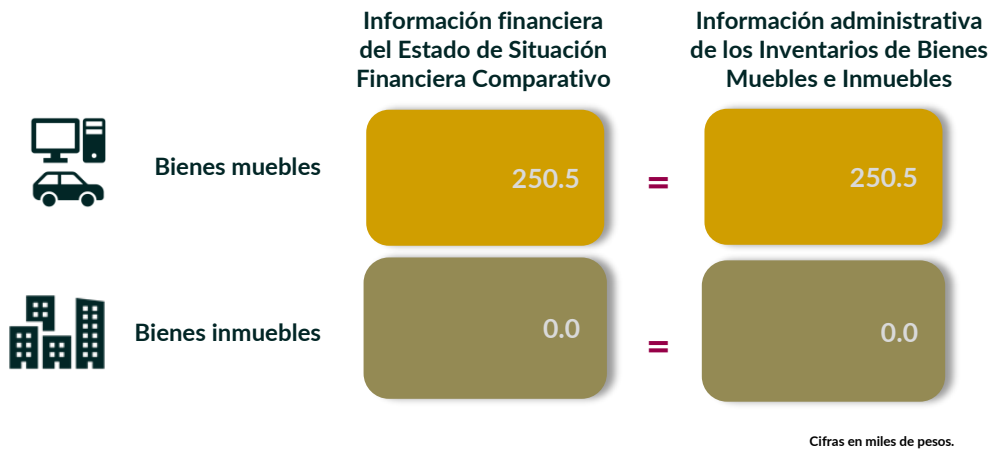 Información financiera
del Estado de Situación
Financiera Comparativo
Información administrativa
de los Inventarios de Bienes
Muebles e Inmuebles
Bienes muebles
250.5
=
250.5
Bienes inmuebles
0.0
=
0.0
Cifras en miles de pesos.